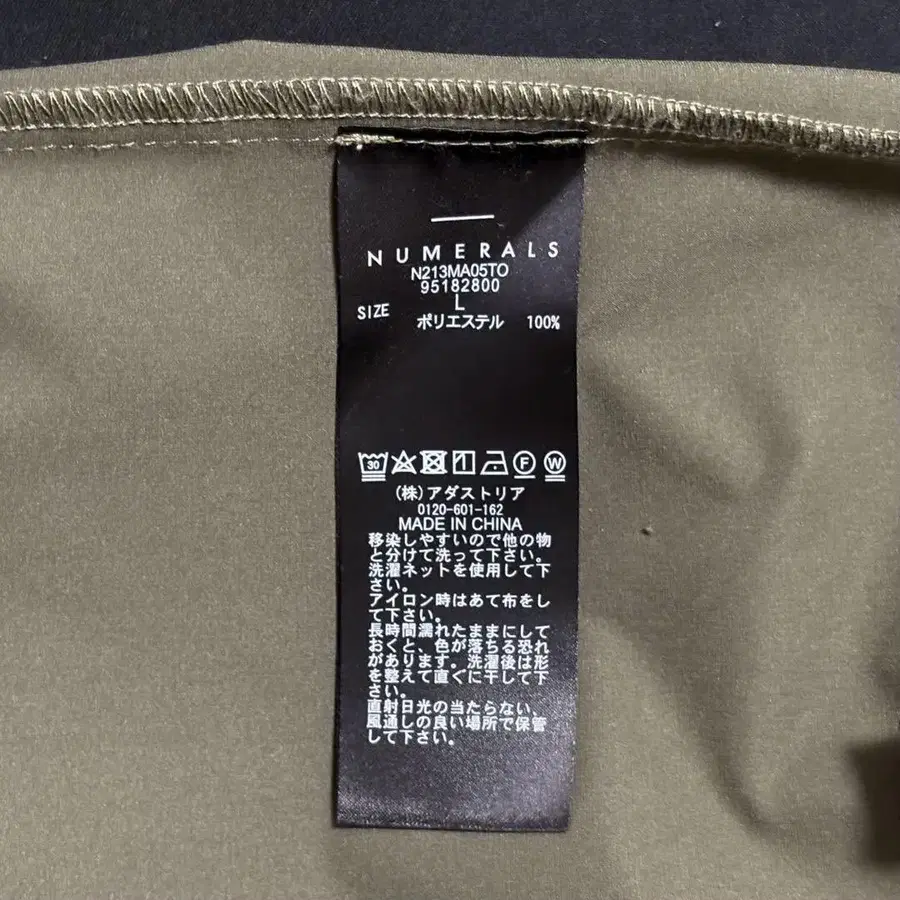 NUMERALS
N213MA05TO
95182800
SIZE L
ポリエステル 100%
30 F W
(株)アダストリア
0120-601-162
MADE IN CHINA
移染しやすいので他の物
と分けて洗って下さい。
洗濯ネットを使用して下
さい。
アイロン時はあて布をし
て下さい。
長時間濡れたままにして
おくと、色が落ちる恐れ
があります。洗濯後は形
を整えて直ぐに干して下
さい。
直射日光の当たらない、
風通しの良い場所で保管
して下さい。